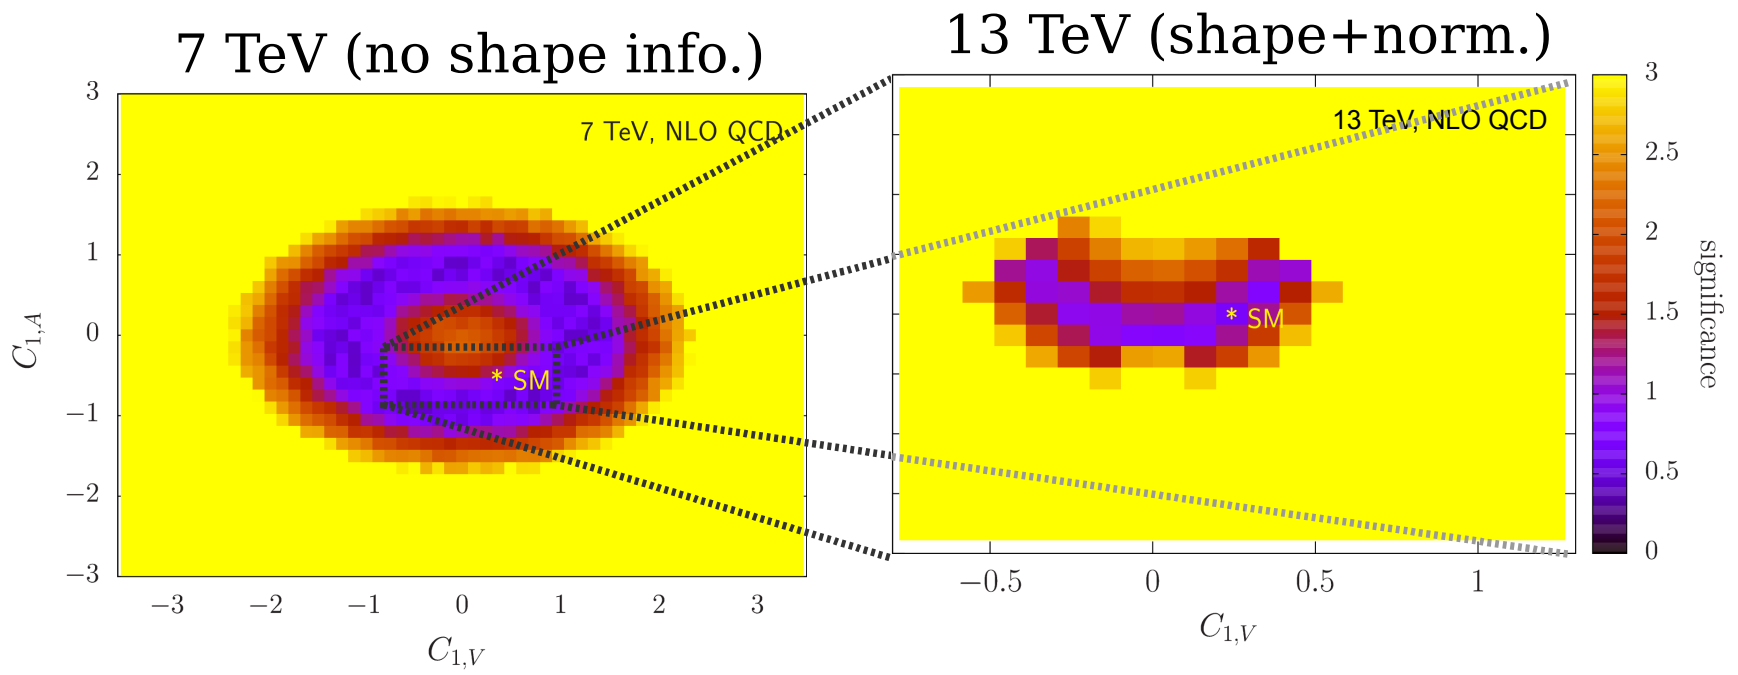 7 TeV (no shape info.)
13 TeV (shape+norm.)
7 TeV, NLO QCD
13 TeV, NLO QCD
3
2
1
0
−1
−2
−3
C1,A
* SM
* SM
−3 −2 −1 0 1 2 3
C1,V
−0.5 0 0.5 1
C1,V
3
2.5
2
1.5
1
0.5
0
significance